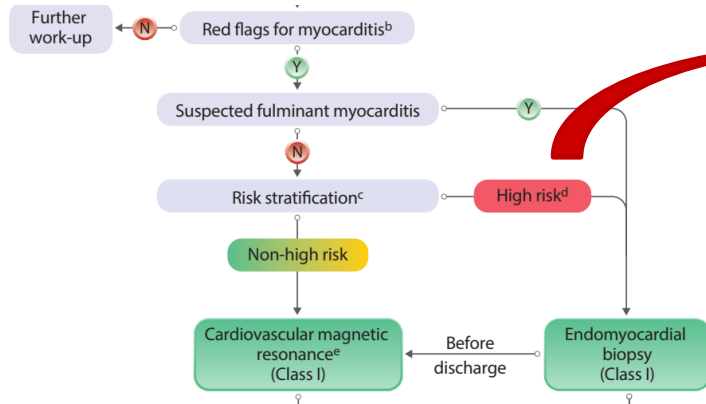 Further
work-up
N
Red flags for myocarditisᵇ
Y
Suspected fulminant myocarditis
Y
N
Risk stratificationᶜ
High riskᵈ
Non-high risk
Cardiovascular magnetic
resonanceᵉ
(Class I)
Before
discharge
Endomyocardial
biopsy
(Class I)